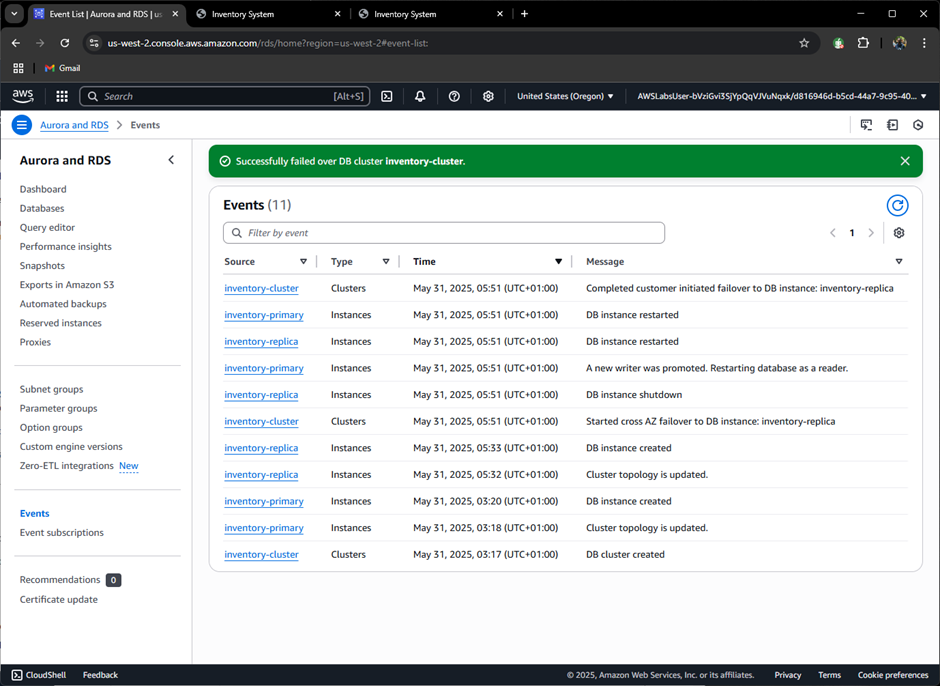 Event List | Aurora and RDS | us
Inventory System
Inventory System
us-west-2.console.aws.amazon.com/rds/home?region=us-west-2#event-list:
Gmail
aws
Search [Alt+S]
United States (Oregon)
AWSLabsUser-bVziGvi3SjYpQqVJVuNqxk/d816946d-b5cd-44a7-9c95-40...
Aurora and RDS > Events
Aurora and RDS
Dashboard
Databases
Query editor
Performance insights
Snapshots
Exports in Amazon S3
Automated backups
Reserved instances
Proxies
Subnet groups
Parameter groups
Option groups
Custom engine versions
Zero-ETL integrations New
Events
Event subscriptions
Recommendations 0
Certificate update
Successfully failed over DB cluster inventory-cluster.
Events (11)
Filter by event
1
Source Type Time Message
inventory-cluster Clusters May 31, 2025, 05:51 (UTC+01:00) Completed customer initiated failover to DB instance: inventory-replica
inventory-primary Instances May 31, 2025, 05:51 (UTC+01:00) DB instance restarted
inventory-replica Instances May 31, 2025, 05:51 (UTC+01:00) DB instance restarted
inventory-primary Instances May 31, 2025, 05:51 (UTC+01:00) A new writer was promoted. Restarting database as a reader.
inventory-replica Instances May 31, 2025, 05:51 (UTC+01:00) DB instance shutdown
inventory-cluster Clusters May 31, 2025, 05:51 (UTC+01:00) Started cross AZ failover to DB instance: inventory-replica
inventory-replica Instances May 31, 2025, 05:33 (UTC+01:00) DB instance created
inventory-replica Instances May 31, 2025, 05:32 (UTC+01:00) Cluster topology is updated.
inventory-primary Instances May 31, 2025, 03:20 (UTC+01:00) DB instance created
inventory-primary Instances May 31, 2025, 03:18 (UTC+01:00) Cluster topology is updated.
inventory-cluster Clusters May 31, 2025, 03:17 (UTC+01:00) DB cluster created
CloudShell Feedback © 2025, Amazon Web Services, Inc. or its affiliates. Privacy Terms Cookie preferences